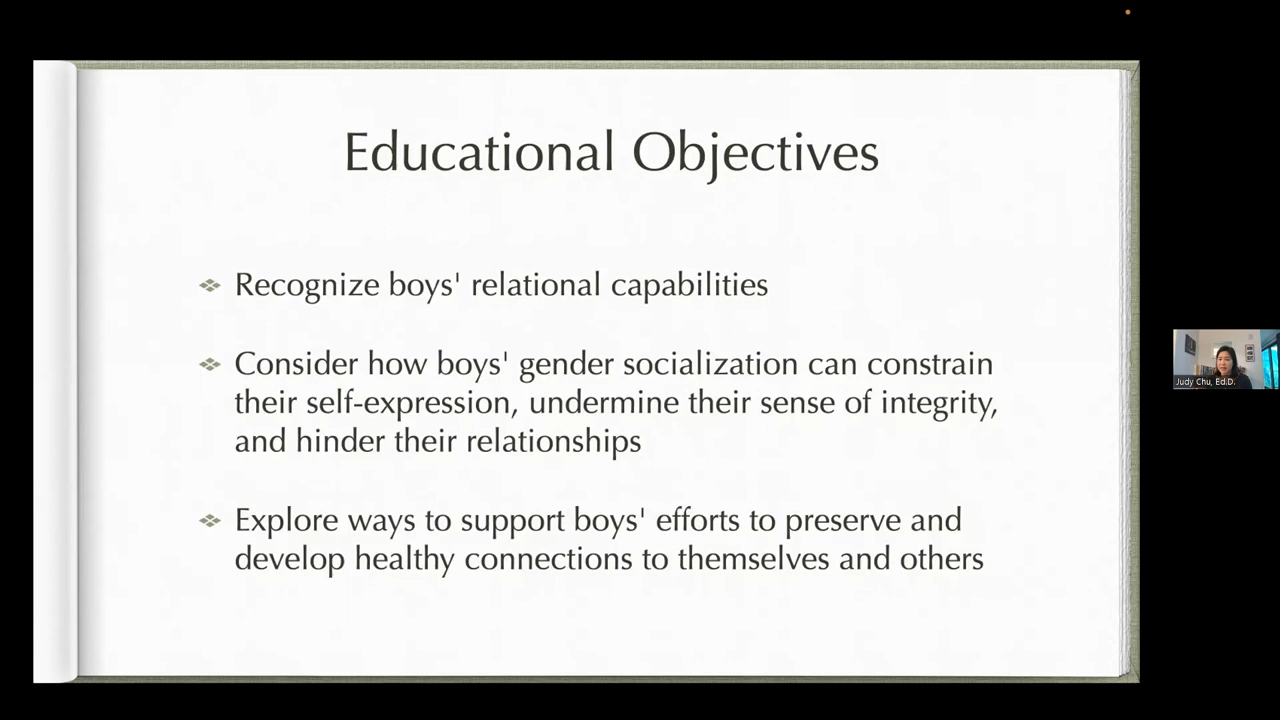 Educational Objectives
Recognize boys' relational capabilities
Consider how boys' gender socialization can constrain
their self-expression, undermine their sense of integrity,
and hinder their relationships
Explore ways to support boys' efforts to preserve and
develop healthy connections to themselves and others
Judy Chu, Ed.D.